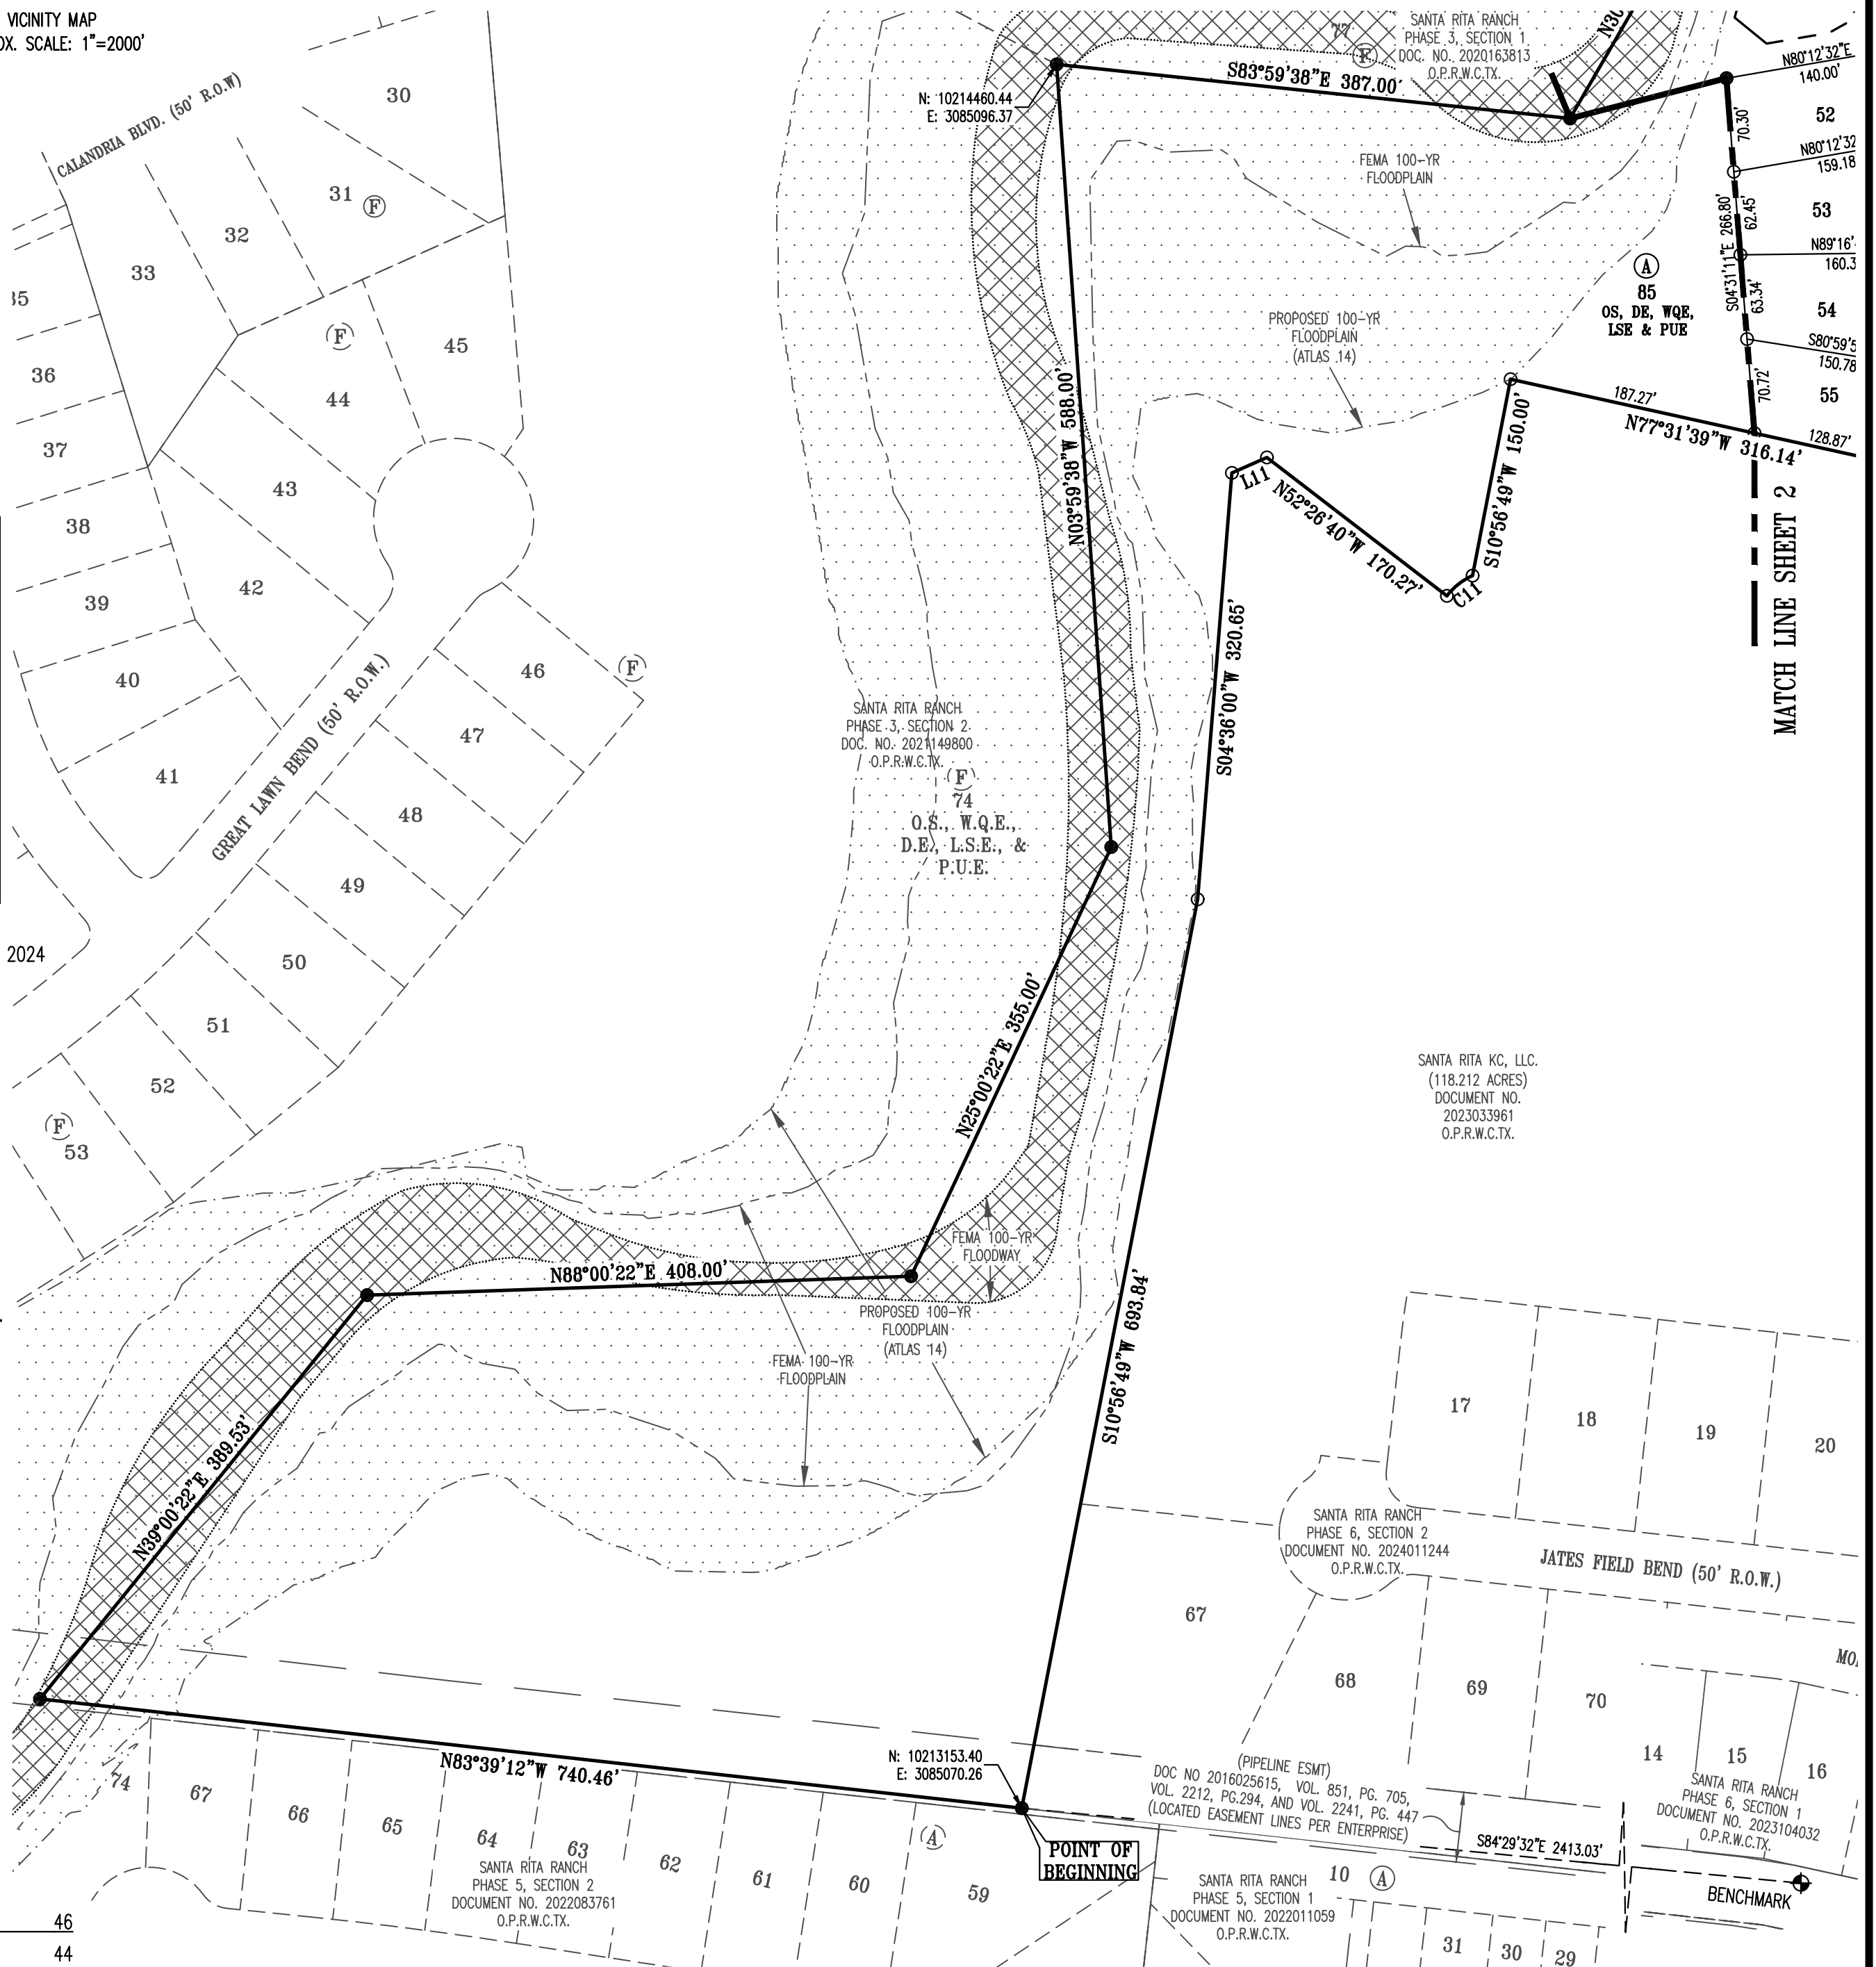 VICINITY MAP
OX. SCALE: 1"=2000'
CALANDRIA BLVD. (50' R.O.W)
30
31
F
32
33
35
36
37
38
39
40
41
42
43
44
F
45
46
F
47
48
49
50
51
52
F
53
GREAT LAWN BEND (50' R.O.W.)
2024
77
F
SANTA RITA RANCH
PHASE 3, SECTION 1
DOC. NO. 2020163813
O.P.R.W.C.TX.
N: 10214460.44
E: 3085096.37
S83°59'38"E 387.00'
FEMA 100-YR
FLOODPLAIN
PROPOSED 100-YR
FLOODPLAIN
(ATLAS 14)
N80°12'32"E
140.00'
52
70.30'
N80°12'32
159.18
53
62.45'
S04°31'11"E 266.80'
N89°16'
160.3
54
63.34'
S80°59'5
150.78
55
70.72'
A
85
OS, DE, WQE,
LSE & PUE
187.27'
N77°31'39"W 316.14'
128.87'
MATCH LINE SHEET 2
S10°56'49"W 150.00'
C11
N52°26'40"W 170.27'
L11
S04°36'00"W 320.65'
N03°59'38"W 588.00'
SANTA RITA RANCH
PHASE 3, SECTION 2
DOC. NO. 2021149800
O.P.R.W.C.TX.
F
74
O.S., W.Q.E.,
D.E., L.S.E., &
P.U.E.
N25°00'22"E 355.00'
SANTA RITA KC, LLC.
(118.212 ACRES)
DOCUMENT NO.
2023033961
O.P.R.W.C.TX.
FEMA 100-YR
FLOODWAY
N88°00'22"E 408.00'
PROPOSED 100-YR
FLOODPLAIN
(ATLAS 14)
FEMA 100-YR
FLOODPLAIN
S10°56'49"W 693.84'
N39°00'22"E 389.53'
17
18
19
20
SANTA RITA RANCH
PHASE 6, SECTION 2
DOCUMENT NO. 2024011244
O.P.R.W.C.TX.
JATES FIELD BEND (50' R.O.W.)
67
68
69
70
14
15
16
SANTA RITA RANCH
PHASE 6, SECTION 1
DOCUMENT NO. 2023104032
O.P.R.W.C.TX.
N83°39'12"W 740.46'
N: 10213153.40
E: 3085070.26
(PIPELINE ESMT)
DOC NO 2016025615, VOL. 851, PG. 705,
VOL. 2212, PG.294, AND VOL. 2241, PG. 447
(LOCATED EASEMENT LINES PER ENTERPRISE)
S84°29'32"E 2413.03'
POINT OF
BEGINNING
BENCHMARK
74
67
66
65
64
63
62
61
60
59
A
SANTA RITA RANCH
PHASE 5, SECTION 2
DOCUMENT NO. 2022083761
O.P.R.W.C.TX.
SANTA RITA RANCH
PHASE 5, SECTION 1
DOCUMENT NO. 2022011059
O.P.R.W.C.TX.
10
A
31
30
29
46
44